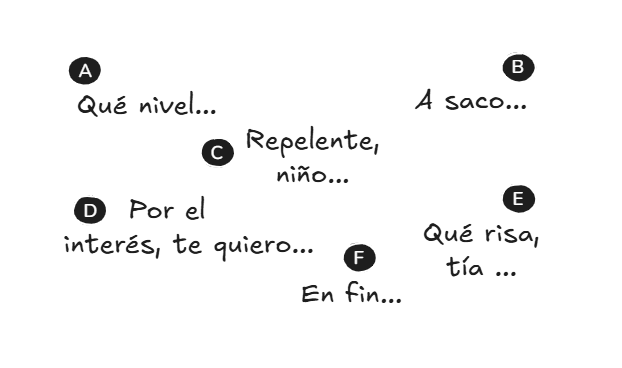 A
Qué nivel...
B
A saco...
C
Repelente,
niño...
D
Por el
interés, te quiero...
E
Qué risa,
tía ...
F
En fin...